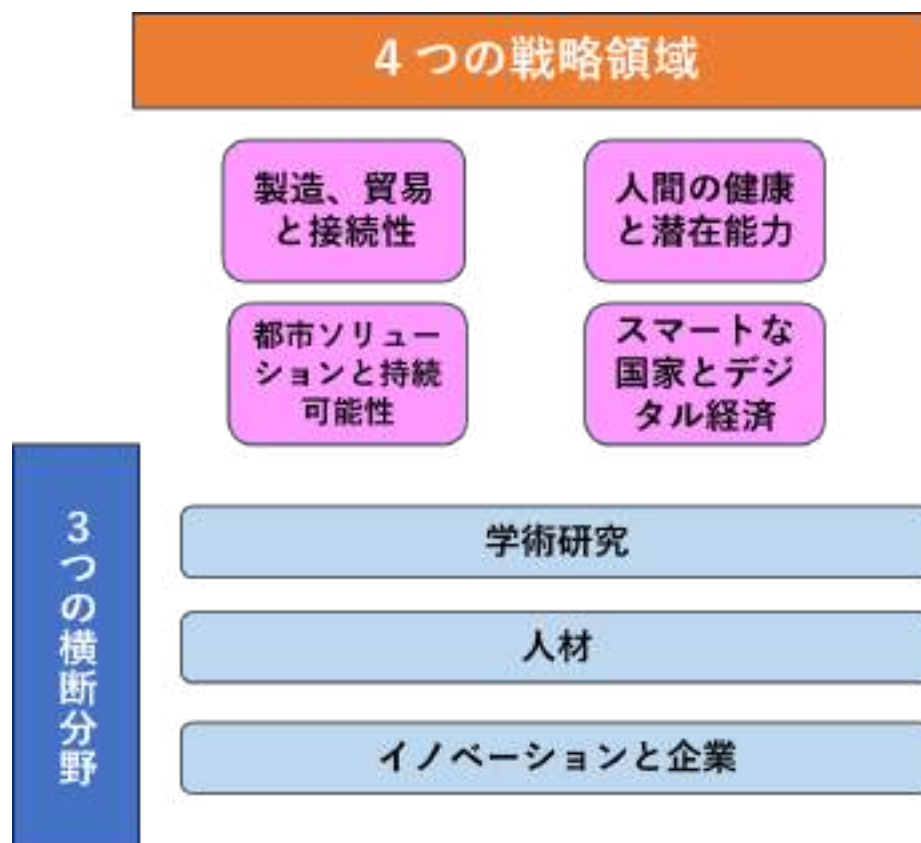 4つの戦略領域
製造、貿易
と接続性
人間の健康
と潜在能力
都市ソリュー
ションと持続
可能性
スマートな
国家とデジ
タル経済
3つの横断分野
学術研究
人材
イノベーションと企業